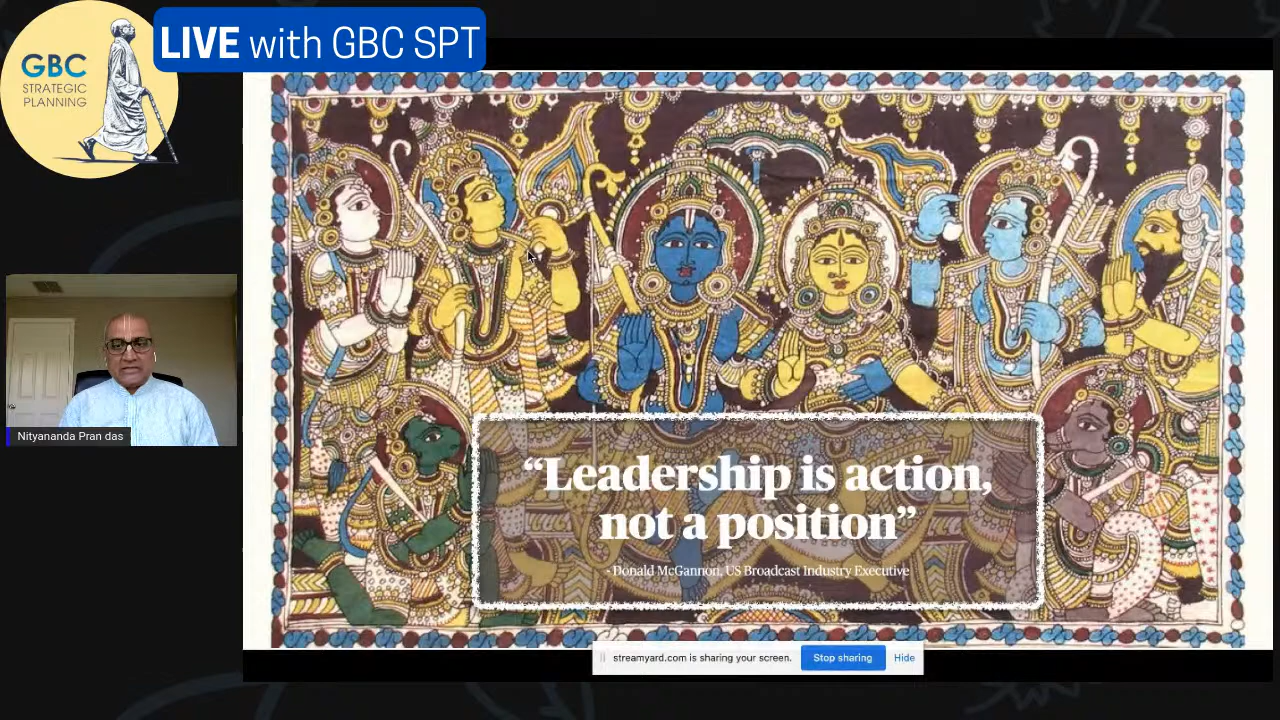 GBC
STRATEGIC
PLANNING
LIVE with GBC SPT
Nityananda Pran das
“Leadership is action,
not a position”
- Donald McGannon, US Broadcast Industry Executive
streamyard.com is sharing your screen.
Stop sharing
Hide